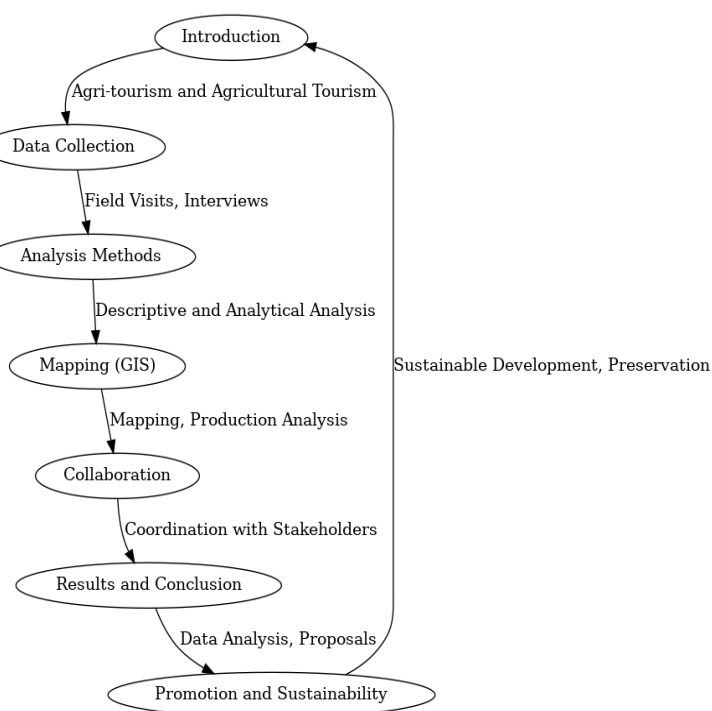 Introduction
Agri-tourism and Agricultural Tourism
Data Collection
Field Visits, Interviews
Analysis Methods
Descriptive and Analytical Analysis
Mapping (GIS)
Sustainable Development, Preservation
Mapping, Production Analysis
Collaboration
Coordination with Stakeholders
Results and Conclusion
Data Analysis, Proposals
Promotion and Sustainability